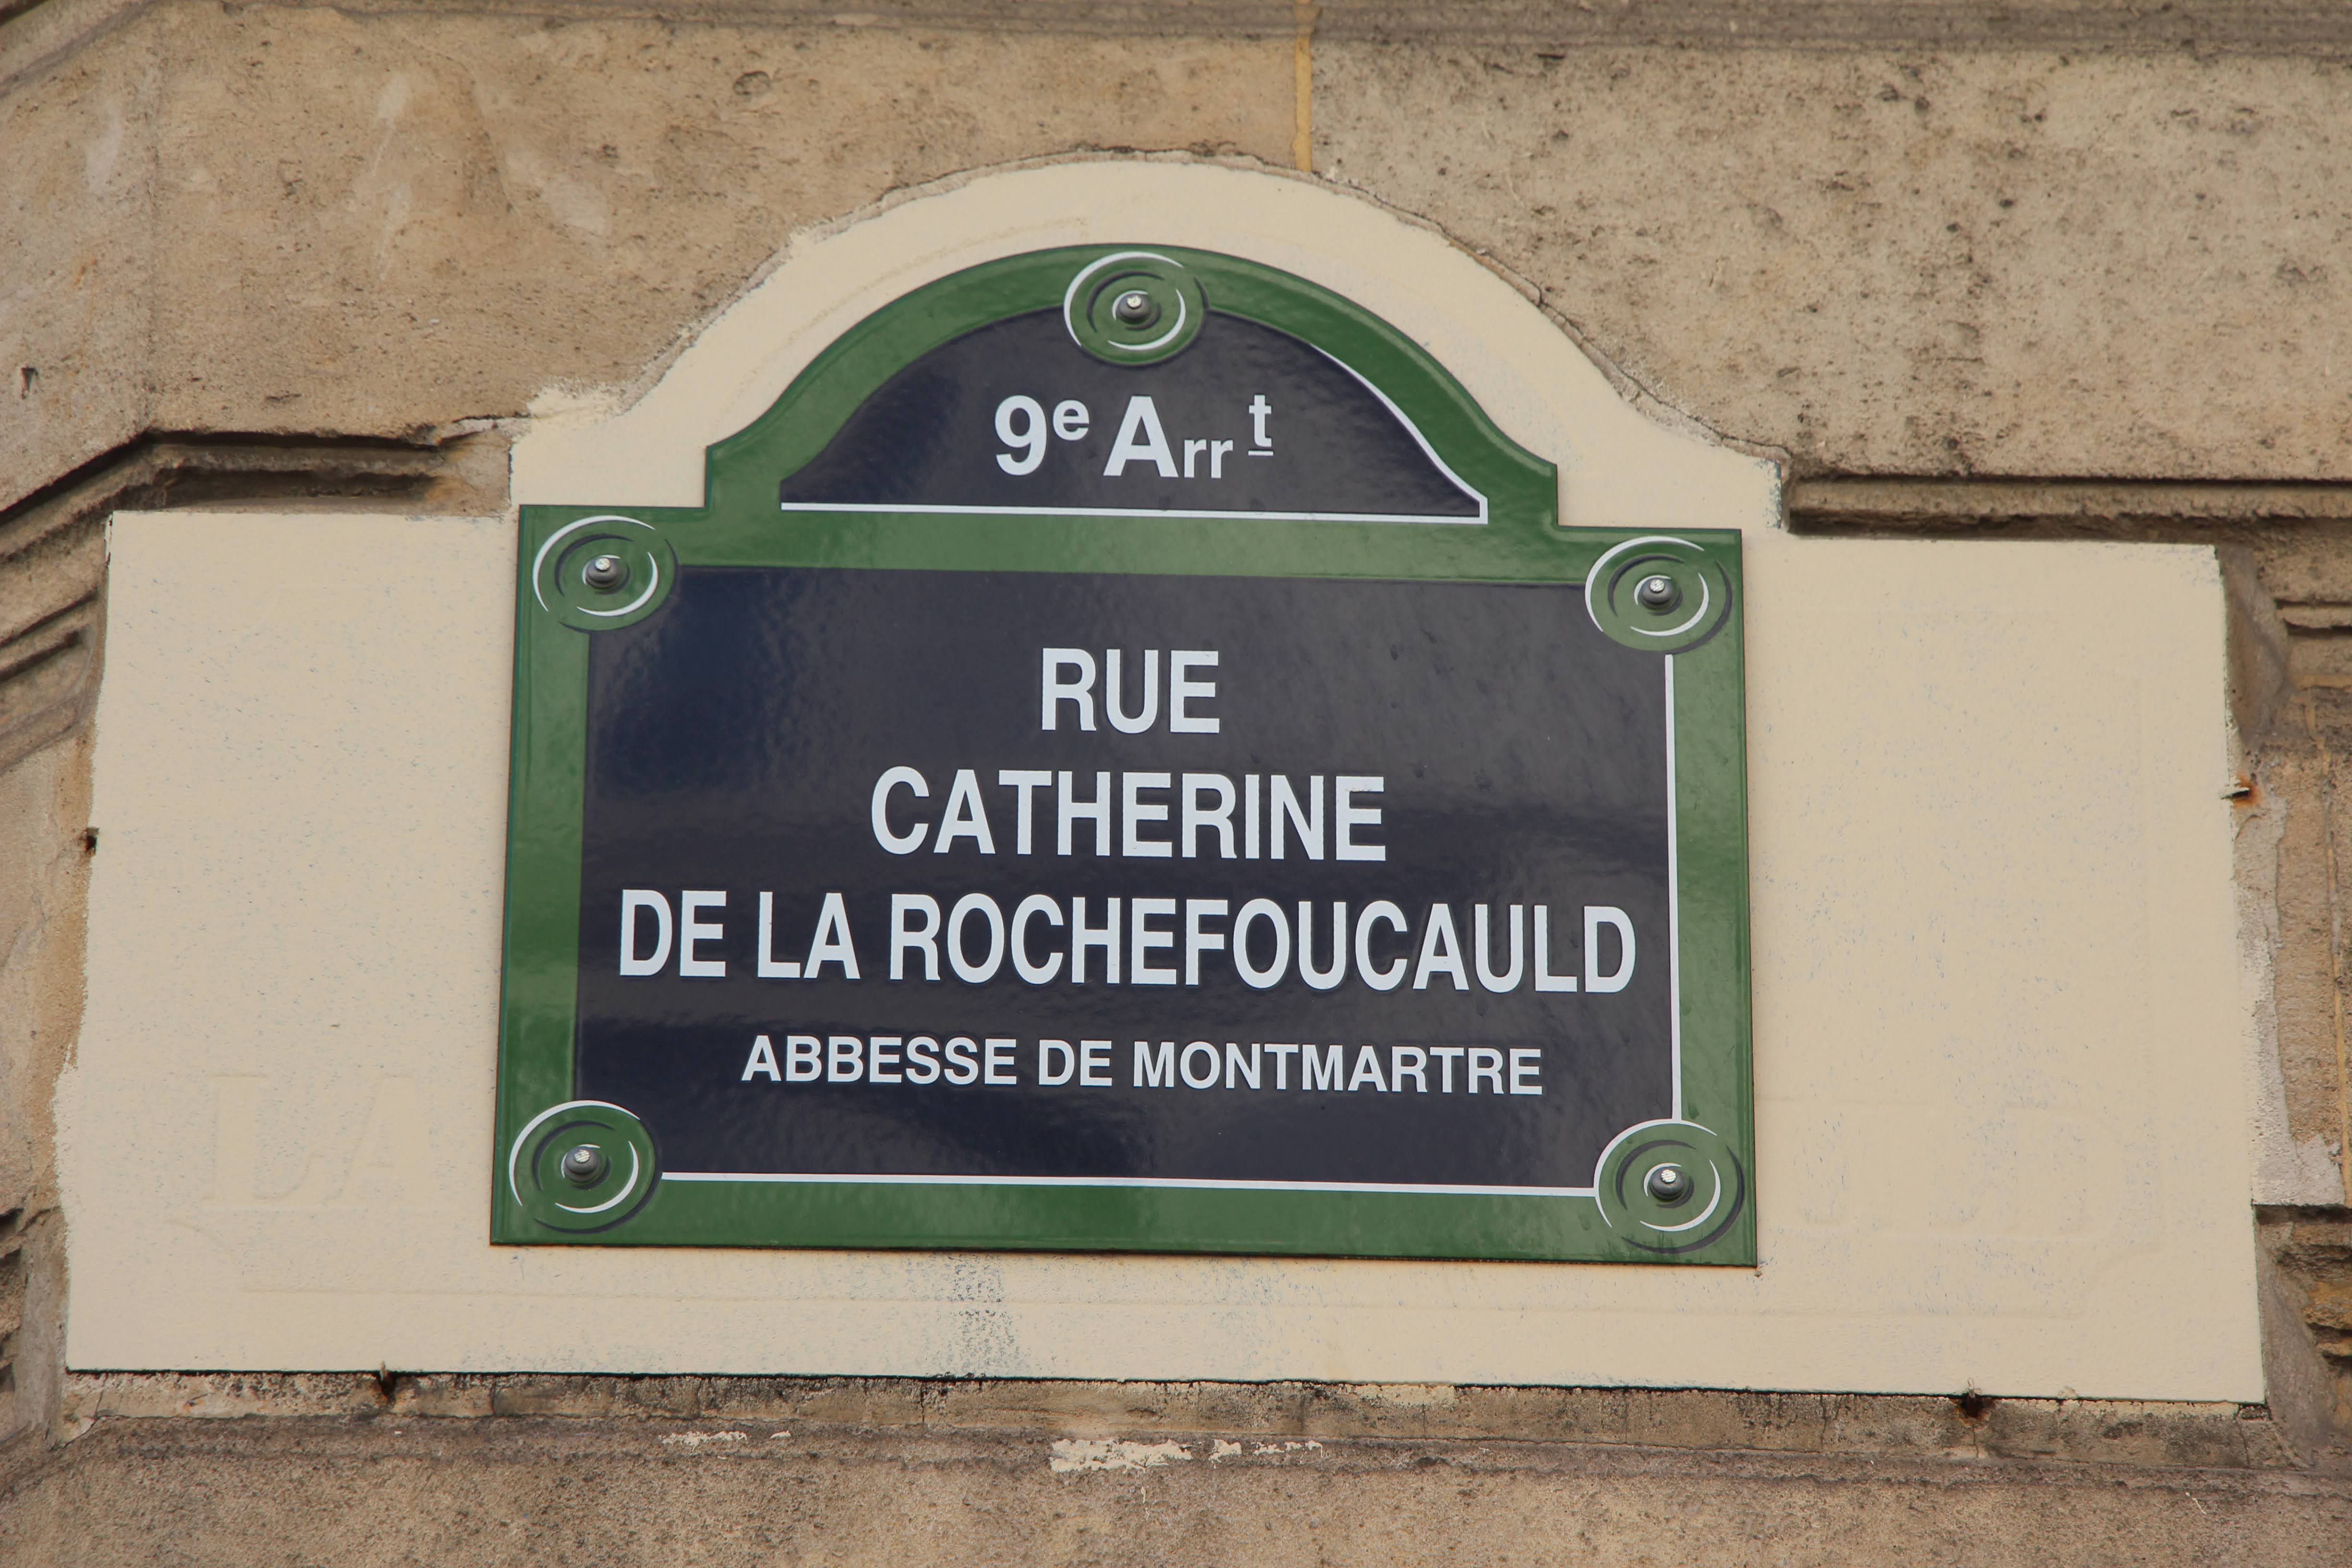 9e Arrt
RUE
CATHERINE
DE LA ROCHEFOUCAULD
ABBESSE DE MONTMARTRE